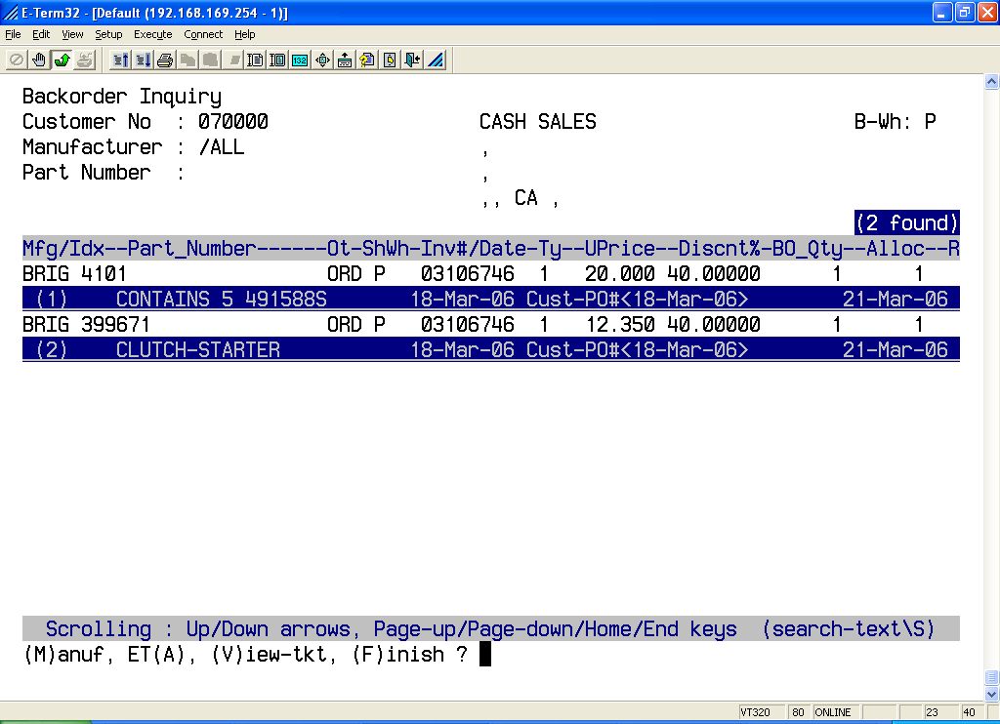 E-Term32 - [Default (192.168.169.254 - 1)]
File Edit View Setup Execute Connect Help
132
Backorder Inquiry
Customer No : 070000 CASH SALES B-Wh: P
Manufacturer : /ALL ,
Part Number : ,
,, CA ,
(2 found)
Mfg/Idx--Part_Number------Ot-ShWh-Inv#/Date-Ty--UPrice--Discnt%-BO_Qty--Alloc--R
BRIG 4101 ORD P 03106746 1 20.000 40.00000 1 1
(1) CONTAINS 5 491588S 18-Mar-06 Cust-PO#<18-Mar-06> 21-Mar-06
BRIG 399671 ORD P 03106746 1 12.350 40.00000 1 1
(2) CLUTCH-STARTER 18-Mar-06 Cust-PO#<18-Mar-06> 21-Mar-06
Scrolling : Up/Down arrows, Page-up/Page-down/Home/End keys (search-text\S)
(M)anuf, ET(A), (V)iew-tkt, (F)inish ?
VT320 80 ONLINE 23 40